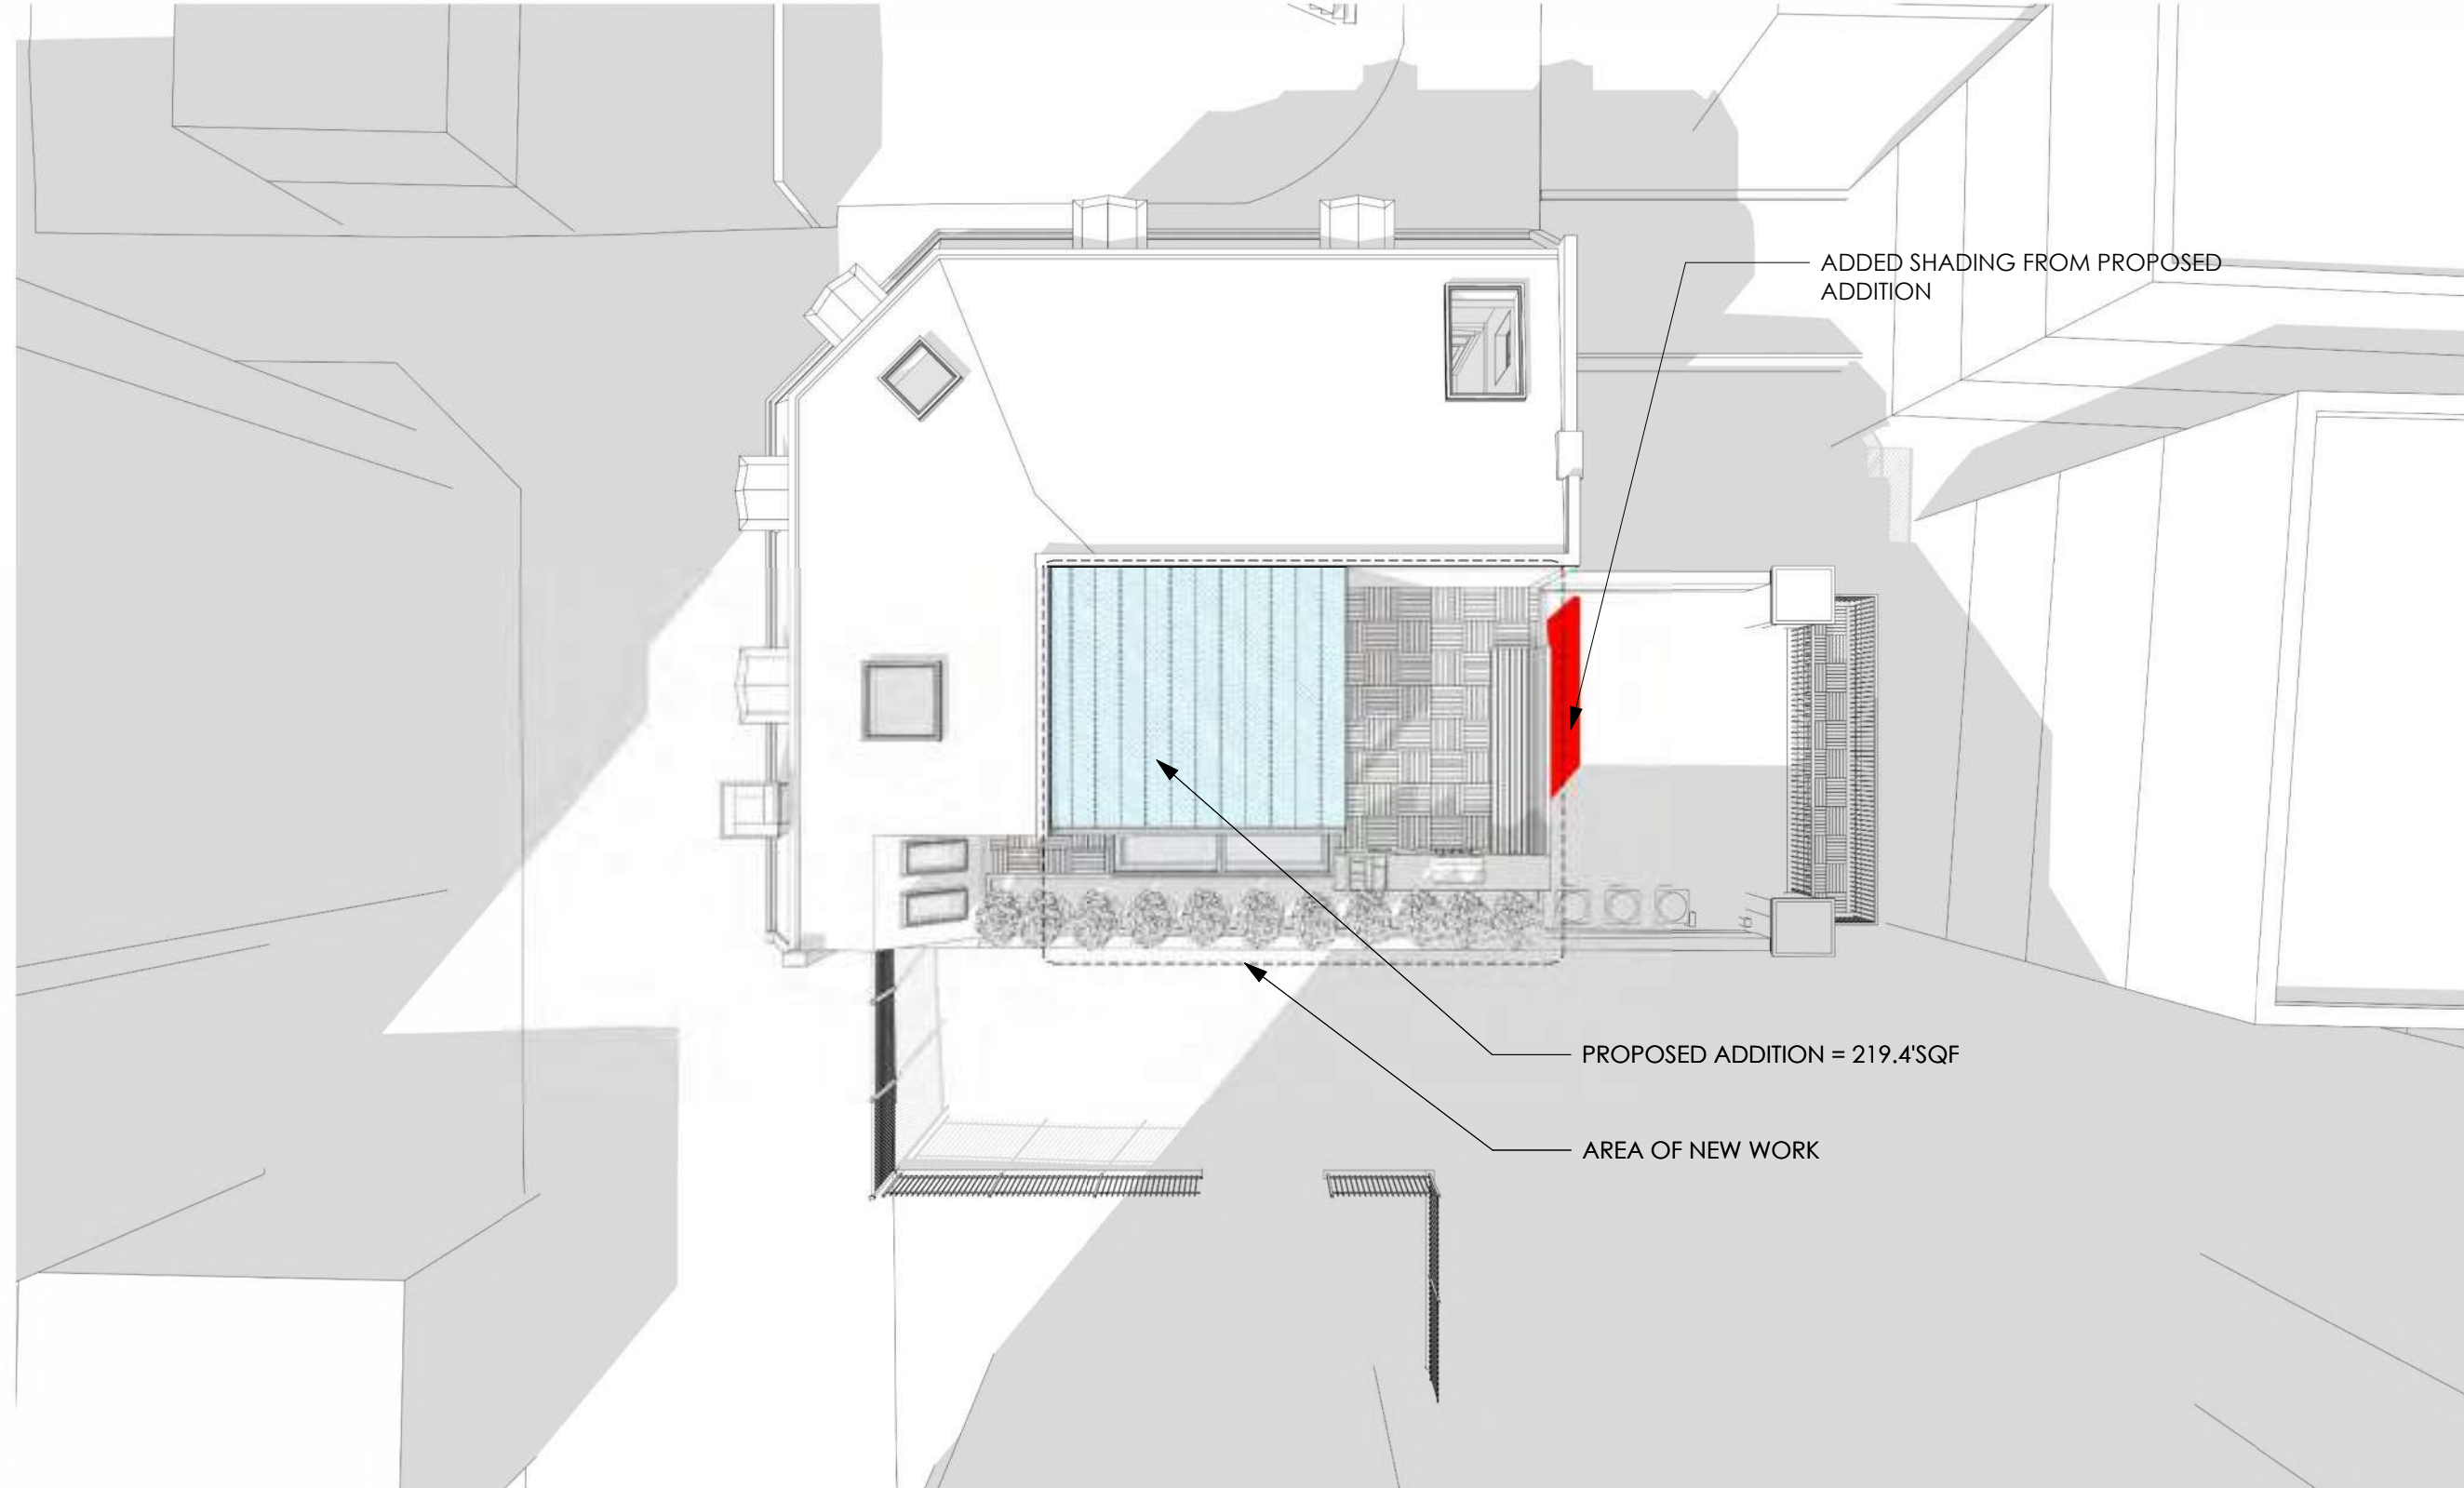 ADDED SHADING FROM PROPOSED
ADDITION
PROPOSED ADDITION = 219.4'SQF
AREA OF NEW WORK